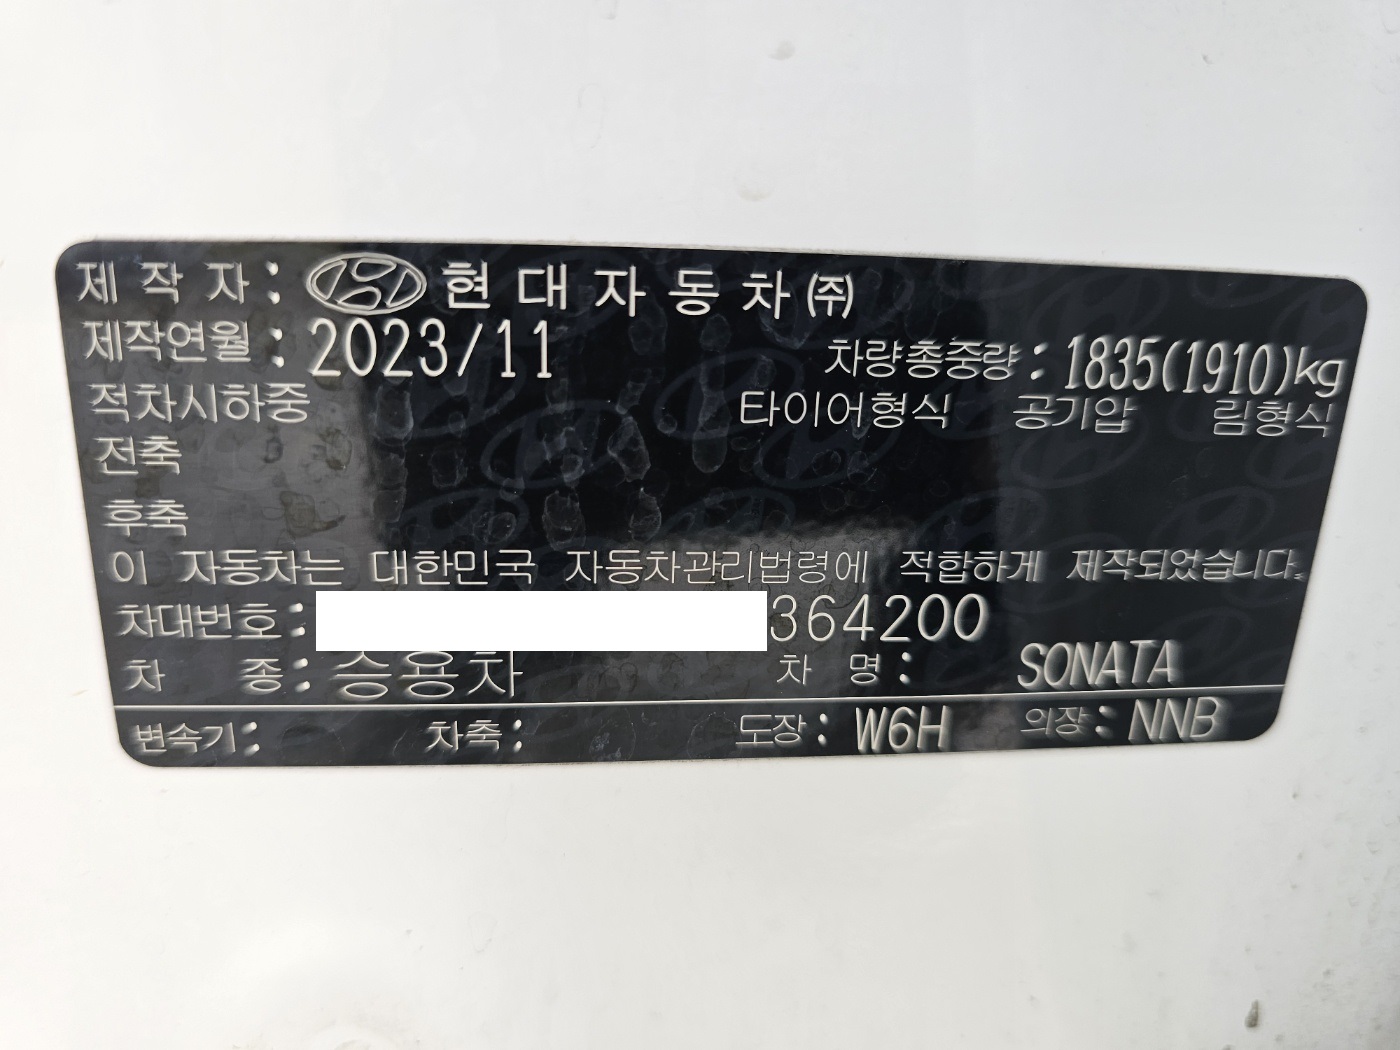 제 작 자 : 현 대 자 동 차 ㈜
제작연월 : 2023/11
차량총중량 : 1835(1910)kg
적차시하중 타이어형식 공기압 림형식
전축
후축
이 자동차는 대한민국 자동차관리법령에 적합하게 제작되었습니다.
차대번호 : 364200
차 종 : 승용차 차 명 : SONATA
변속기 : 차축 : 도장 : W6H 의장 : NNB